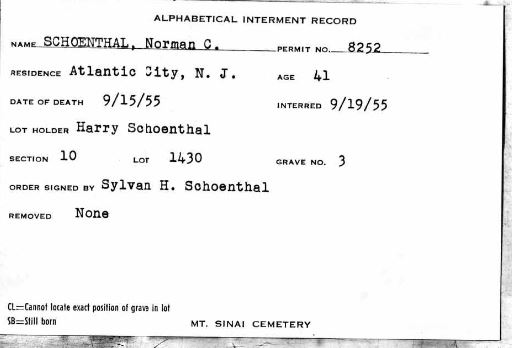 ALPHABETICAL INTERMENT RECORD
NAME SCHOENTHAL, Norman C. PERMIT NO. 8252
RESIDENCE Atlantic City, N. J. AGE 41
DATE OF DEATH 9/15/55 INTERRED 9/19/55
LOT HOLDER Harry Schoenthal
SECTION 10 LOT 1430 GRAVE NO. 3
ORDER SIGNED BY Sylvan H. Schoenthal
REMOVED None
CL=Cannot locate exact position of grave in lot
SB=Still born
MT. SINAI CEMETERY